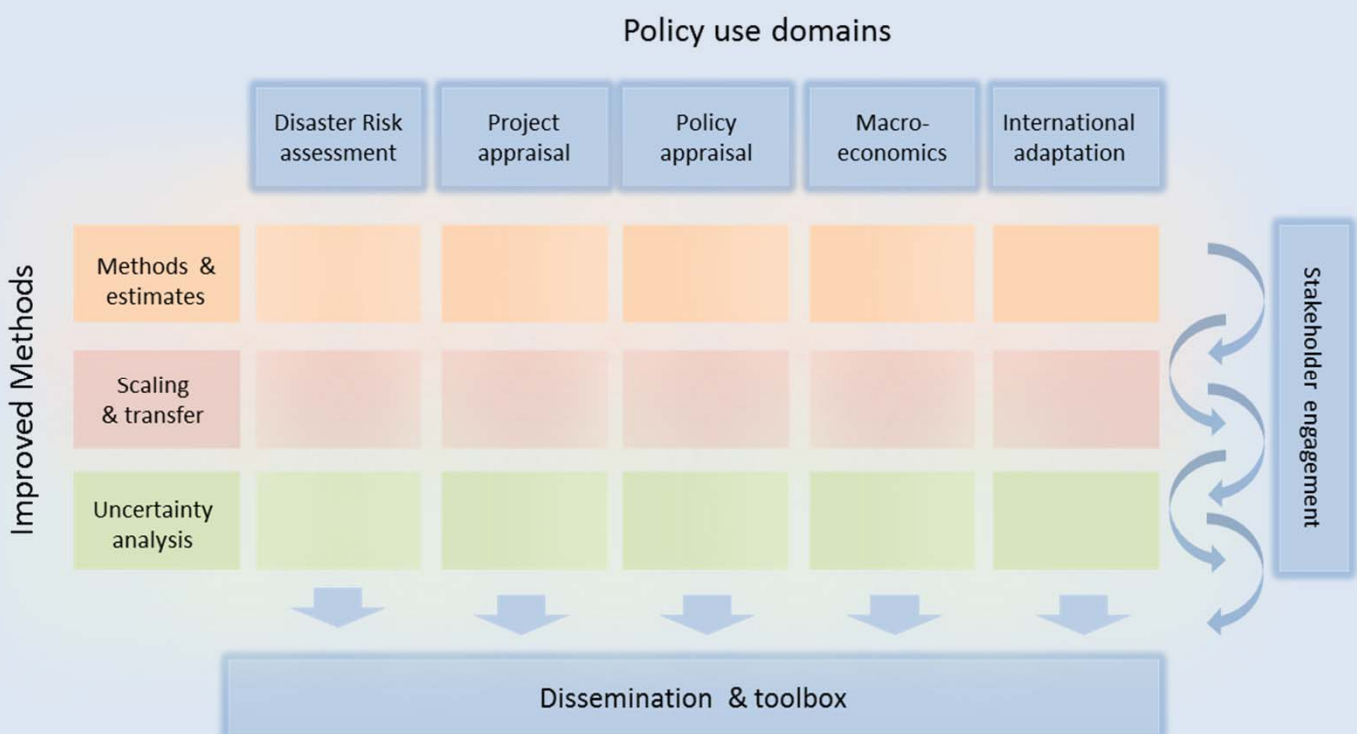 Policy use domains
Disaster Risk
assessment
Project
appraisal
Policy
appraisal
Macro-
economics
International
adaptation
Improved Methods
Methods & 
estimates
Scaling
& transfer
Uncertainty
analysis
Stakeholder engagement
Dissemination & toolbox